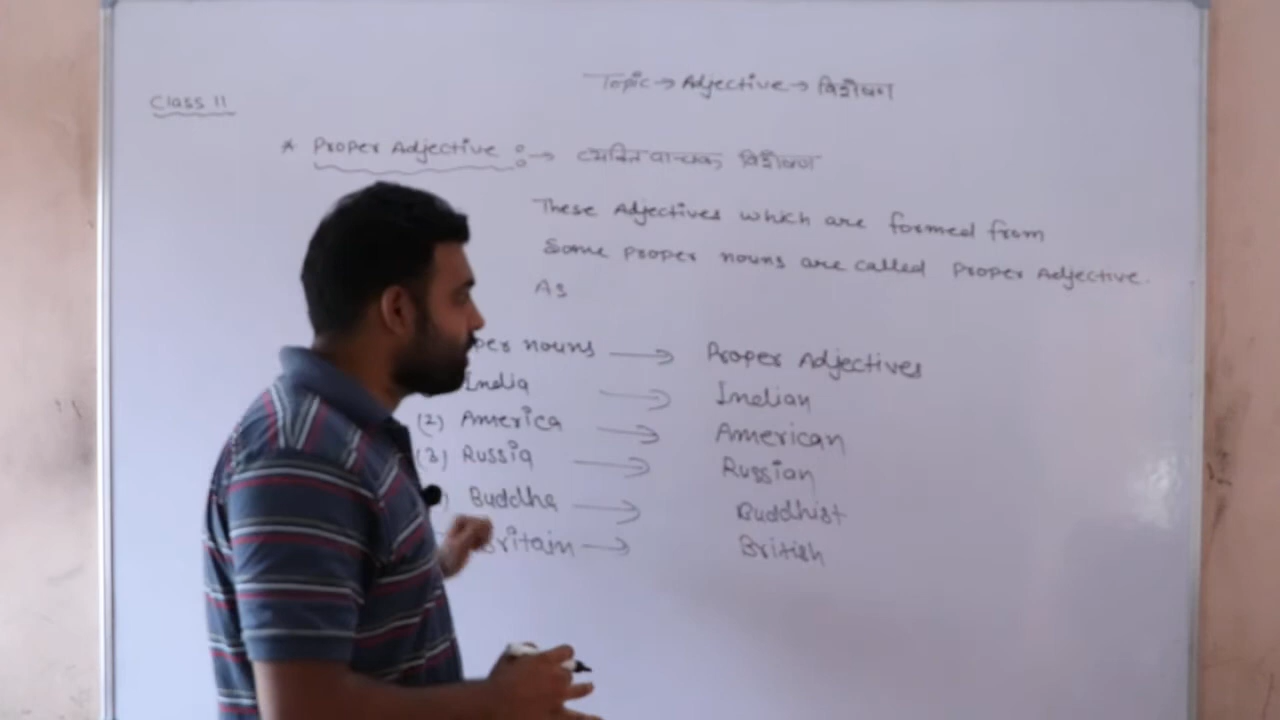 Topic → Adjective → विशेषण
Class 11
* Proper Adjective :→ व्यक्तिवाचक विशेषण
These Adjectives which are formed from
Some proper nouns are called proper Adjective.
As
per nouns → Proper Adjectives
India → Indian
(2) America → American
(3) Russia → Russian
) Buddha → Buddhist
Britain → British